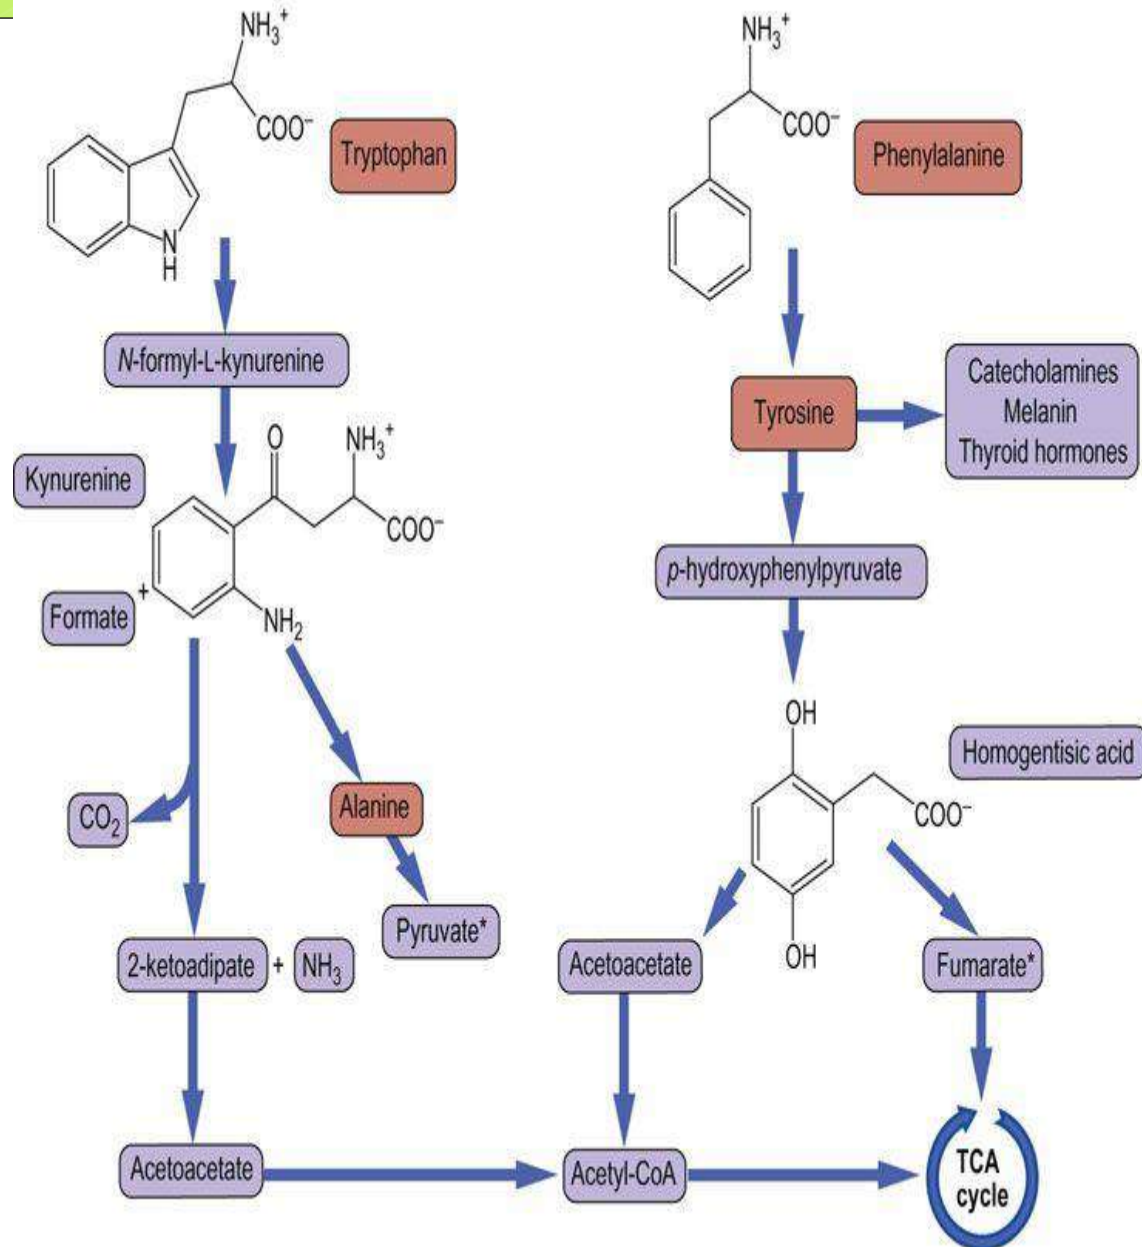 NH₃⁺
COO⁻
Tryptophan
N
H
N-formyl-L-kynurenine
Kynurenine
O
NH₃⁺
COO⁻
NH₂
+
Formate
CO₂
Alanine
Pyruvate*
2-ketoadipate + NH₃
Acetoacetate
NH₃⁺
COO⁻
Phenylalanine
Tyrosine
Catecholamines
Melanin
Thyroid hormones
p-hydroxyphenylpyruvate
OH
Homogentisic acid
COO⁻
OH
Acetoacetate
Fumarate*
Acetyl-CoA
TCA
cycle